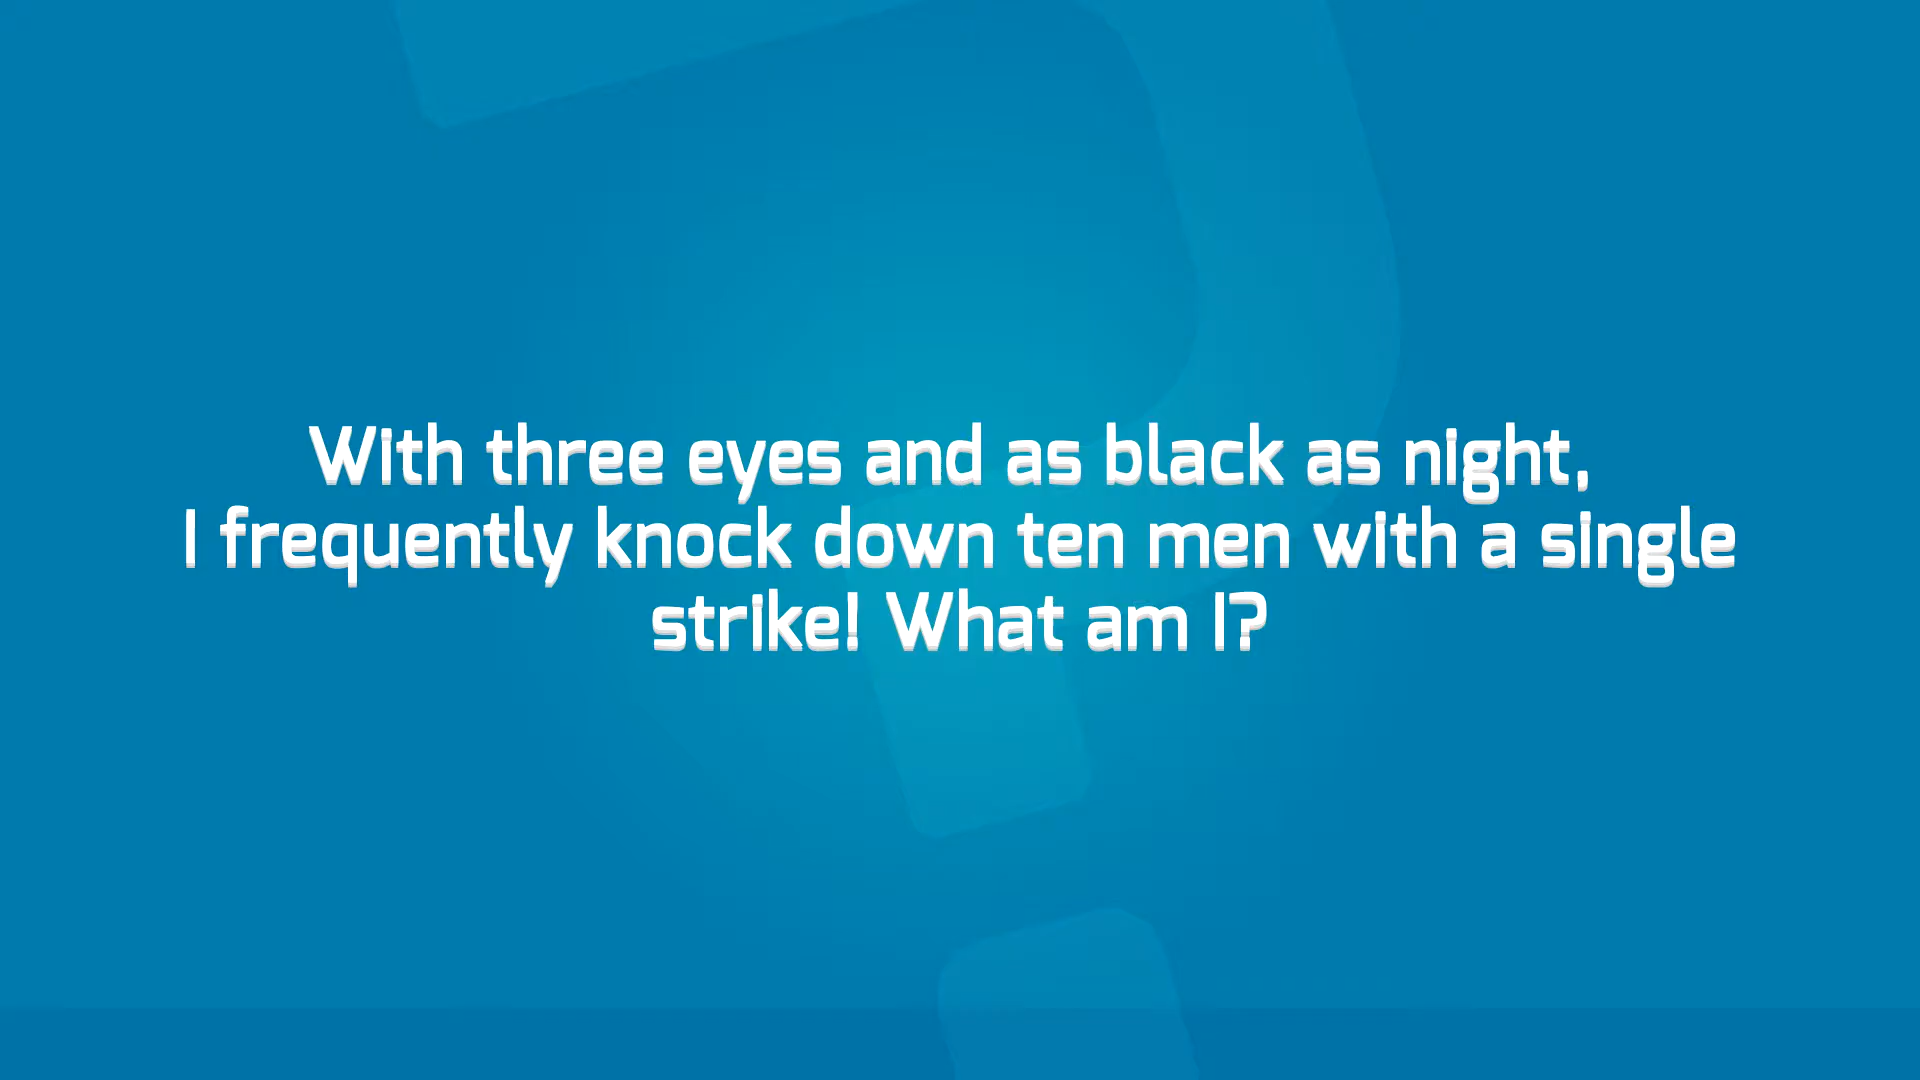 With three eyes and as black as night,
I frequently knock down ten men with a single
strike! What am I?